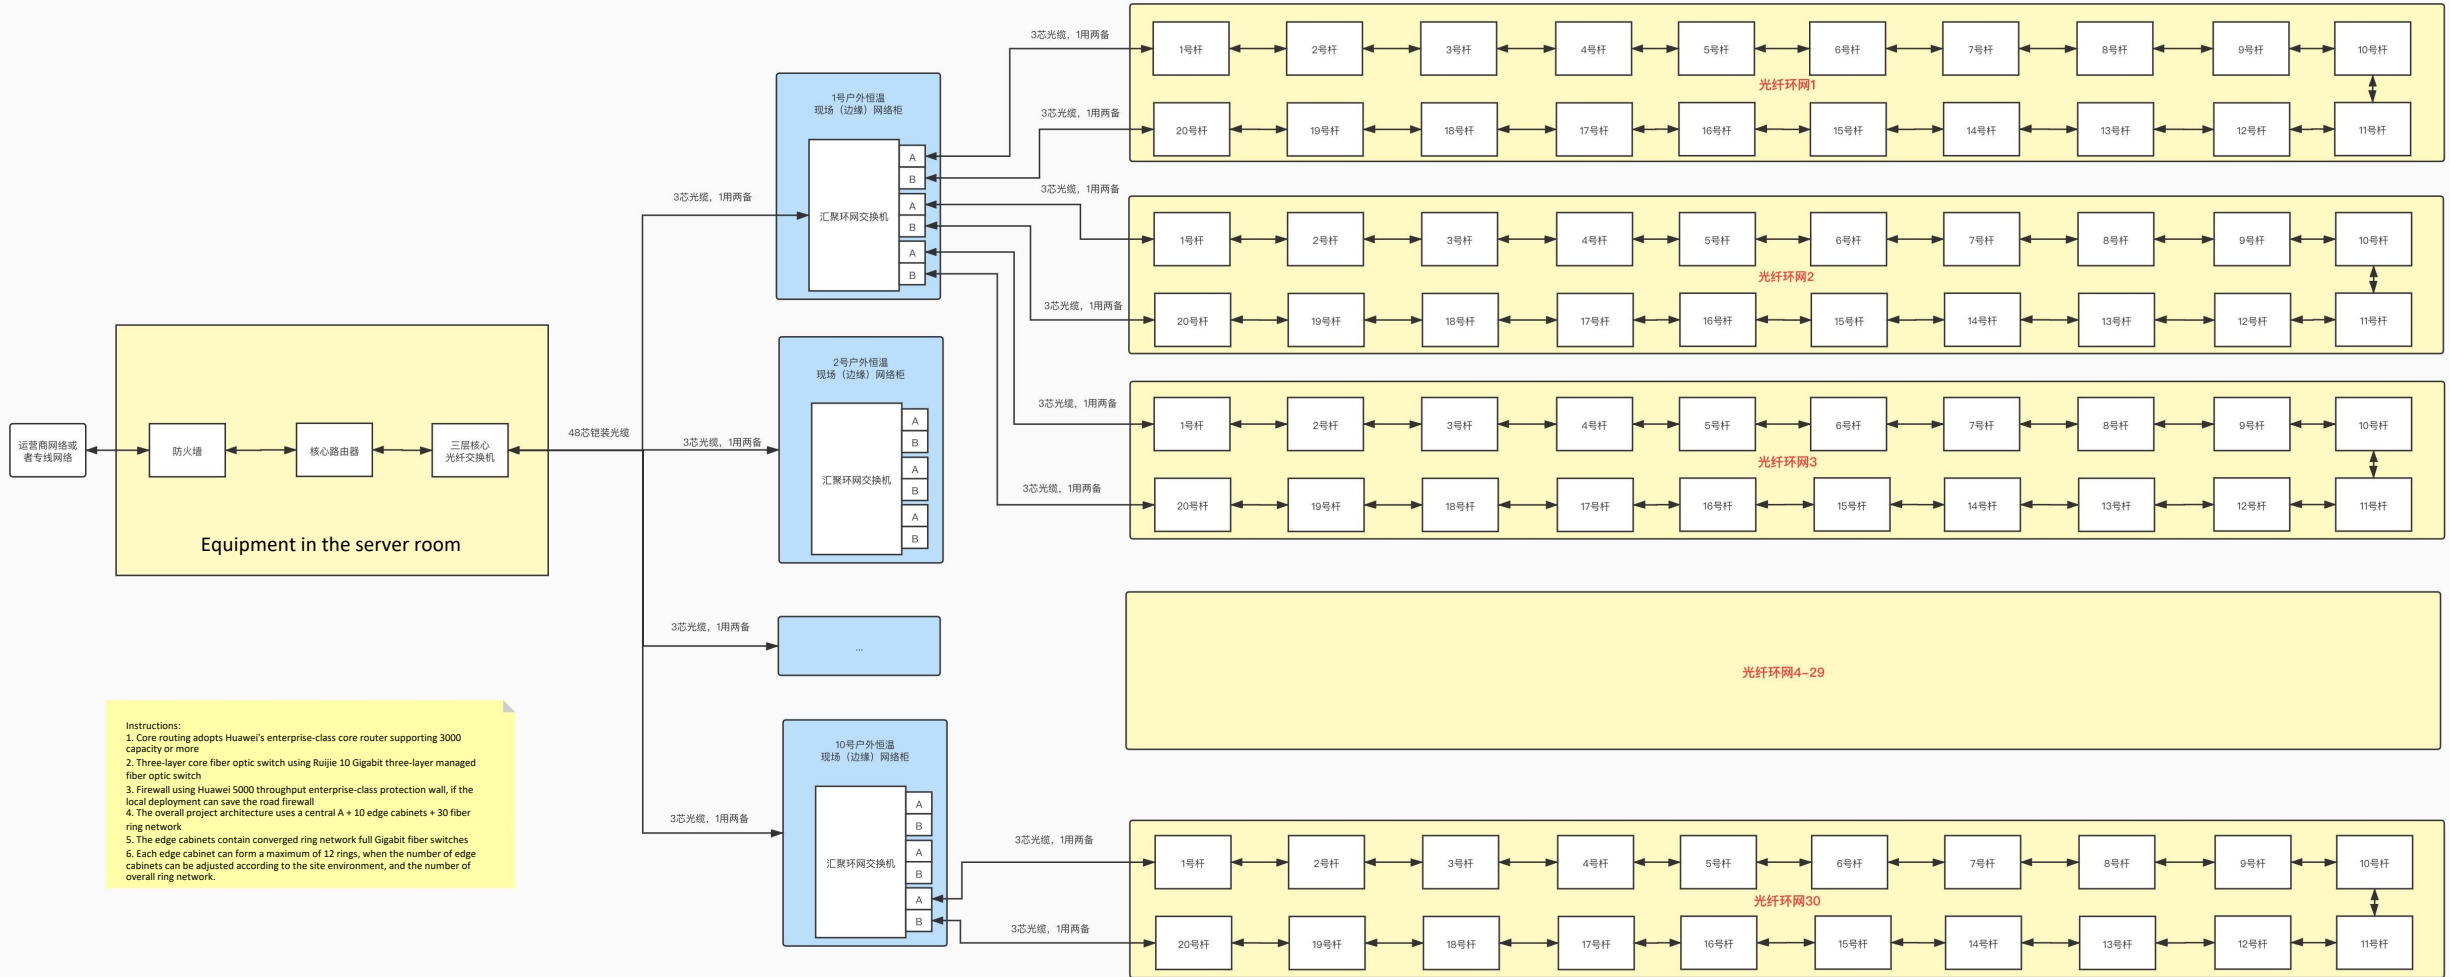 运营商网络或
者专线网络
防火墙
核心路由器
三层核心
光纤交换机
Equipment in the server room
48芯铠装光缆
3芯光缆，1用两备
3芯光缆，1用两备
3芯光缆，1用两备
3芯光缆，1用两备
Instructions:
1. Core routing adopts Huawei's enterprise-class core router supporting 3000
capacity or more
2. Three-layer core fiber optic switch using Ruijie 10 Gigabit three-layer managed
fiber optic switch
3. Firewall using Huawei 5000 throughput enterprise-class protection wall, if the
local deployment can save the road firewall
4. The overall project architecture uses a central A + 10 edge cabinets + 30 fiber
ring network
5. The edge cabinets contain converged ring network full Gigabit fiber switches
6. Each edge cabinet can form a maximum of 12 rings, when the number of edge
cabinets can be adjusted according to the site environment, and the number of
overall ring network.
1号户外恒温
现场（边缘）网络柜
汇聚环网交换机
A
B
A
B
A
B
2号户外恒温
现场（边缘）网络柜
汇聚环网交换机
A
B
A
B
A
B
...
10号户外恒温
现场（边缘）网络柜
汇聚环网交换机
A
B
A
B
A
B
3芯光缆，1用两备
3芯光缆，1用两备
1号杆 2号杆 3号杆 4号杆 5号杆 6号杆 7号杆 8号杆 9号杆 10号杆
光纤环网1
20号杆 19号杆 18号杆 17号杆 16号杆 15号杆 14号杆 13号杆 12号杆 11号杆
3芯光缆，1用两备
3芯光缆，1用两备
1号杆 2号杆 3号杆 4号杆 5号杆 6号杆 7号杆 8号杆 9号杆 10号杆
光纤环网2
20号杆 19号杆 18号杆 17号杆 16号杆 15号杆 14号杆 13号杆 12号杆 11号杆
3芯光缆，1用两备
3芯光缆，1用两备
1号杆 2号杆 3号杆 4号杆 5号杆 6号杆 7号杆 8号杆 9号杆 10号杆
光纤环网3
20号杆 19号杆 18号杆 17号杆 16号杆 15号杆 14号杆 13号杆 12号杆 11号杆
光纤环网4-29
3芯光缆，1用两备
3芯光缆，1用两备
1号杆 2号杆 3号杆 4号杆 5号杆 6号杆 7号杆 8号杆 9号杆 10号杆
光纤环网30
20号杆 19号杆 18号杆 17号杆 16号杆 15号杆 14号杆 13号杆 12号杆 11号杆